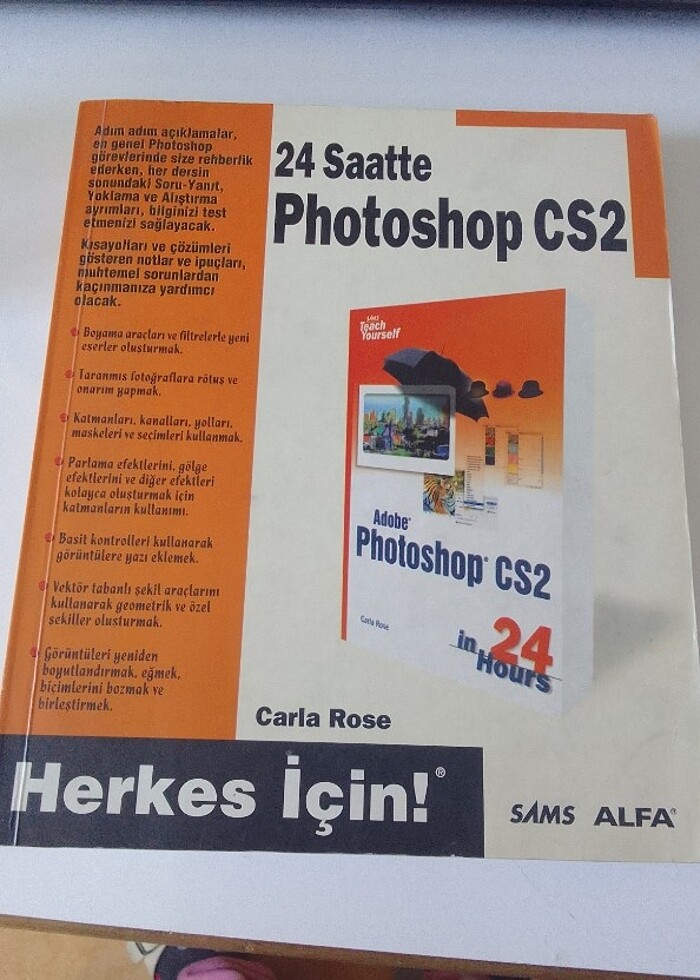 Adım adım açıklamalar,
en genel Photoshop
görevlerinde size rehberlik
ederken, her dersin
sonundaki Soru-Yanıt,
Yoklama ve Alıştırma
ayrımları, bilginizi test
etmenizi sağlayacak.
Kısayolları ve çözümleri
gösteren notlar ve ipuçları,
muhtemel sorunlardan
kaçınmanıza yardımcı
olacak.
Boyama araçları ve filtrelerle yeni
eserler oluşturmak.
Taranmış fotoğraflara rötuş ve
onarım yapmak.
Katmanları, kanalları, yolları,
maskeleri ve seçimleri kullanmak.
Parlama efektlerini, gölge
efektlerini ve diğer efektleri
kolayca oluşturmak için
katmanların kullanımı.
Basit kontrolleri kullanarak
görüntülere yazı eklemek.
Vektör tabanlı şekil araçlarını
kullanarak geometrik ve özel
şekiller oluşturmak.
Görüntüleri yeniden
boyutlandırmak, eğmek,
biçimlerini bozmak ve
birleştirmek.
24 Saatte
Photoshop CS2
SAMS
Teach
Yourself
Adobe®
Photoshop® CS2
Carla Rose
in 24
Hours
Carla Rose
Herkes İçin!®
SAMS ALFA®